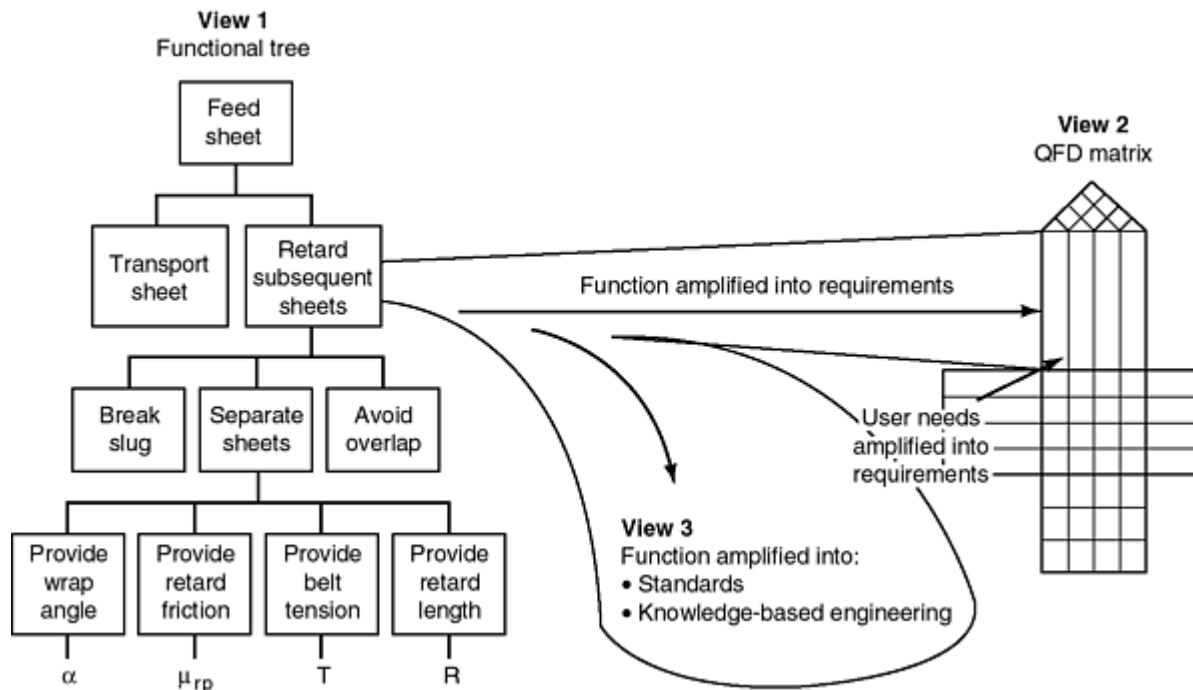 View 1
Functional tree
Feed
sheet
View 2
QFD matrix
Transport
sheet
Retard
subsequent
sheets
Function amplified into requirements
Break
slug
Separate
sheets
Avoid
overlap
User needs
amplified into
requirements
View 3
Function amplified into:
• Standards
• Knowledge-based engineering
Provide
wrap
angle
Provide
retard
friction
Provide
belt
tension
Provide
retard
length
α
μrp
T
R